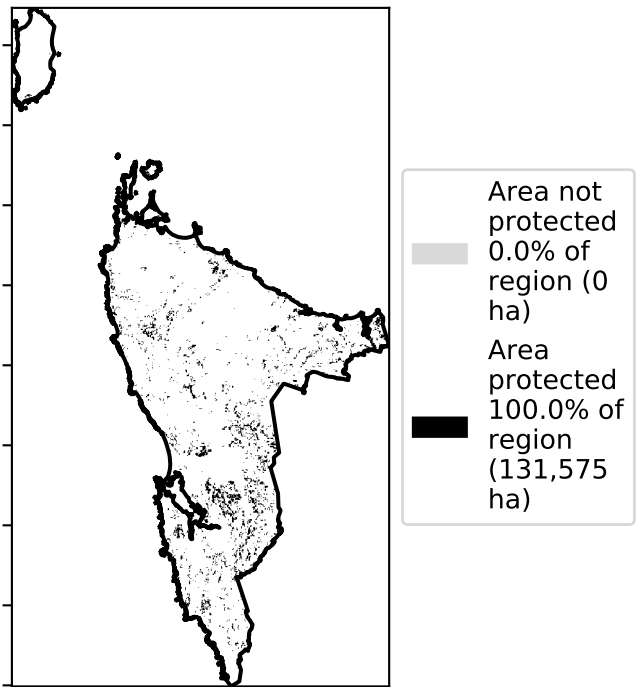 Area not
protected
0.0% of
region (0
ha)
Area
protected
100.0% of
region
(131,575
ha)